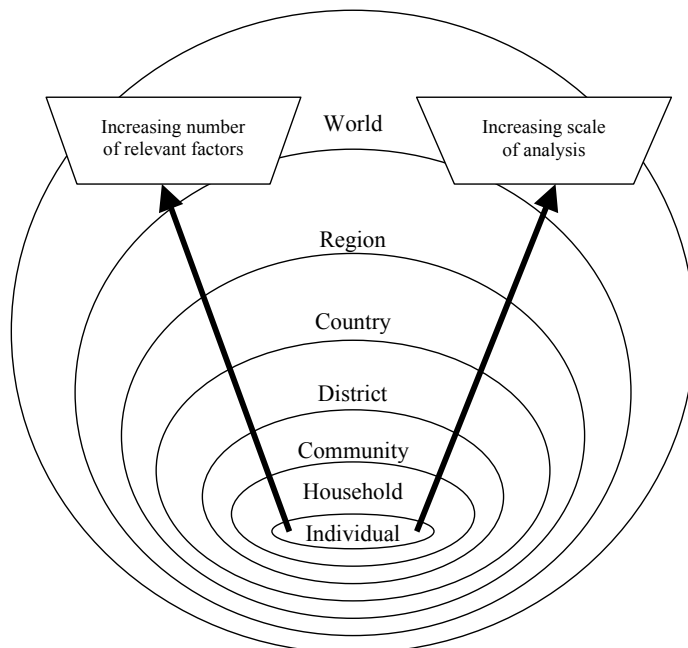 Increasing number
of relevant factors
World
Increasing scale
of analysis
Region
Country
District
Community
Household
Individual